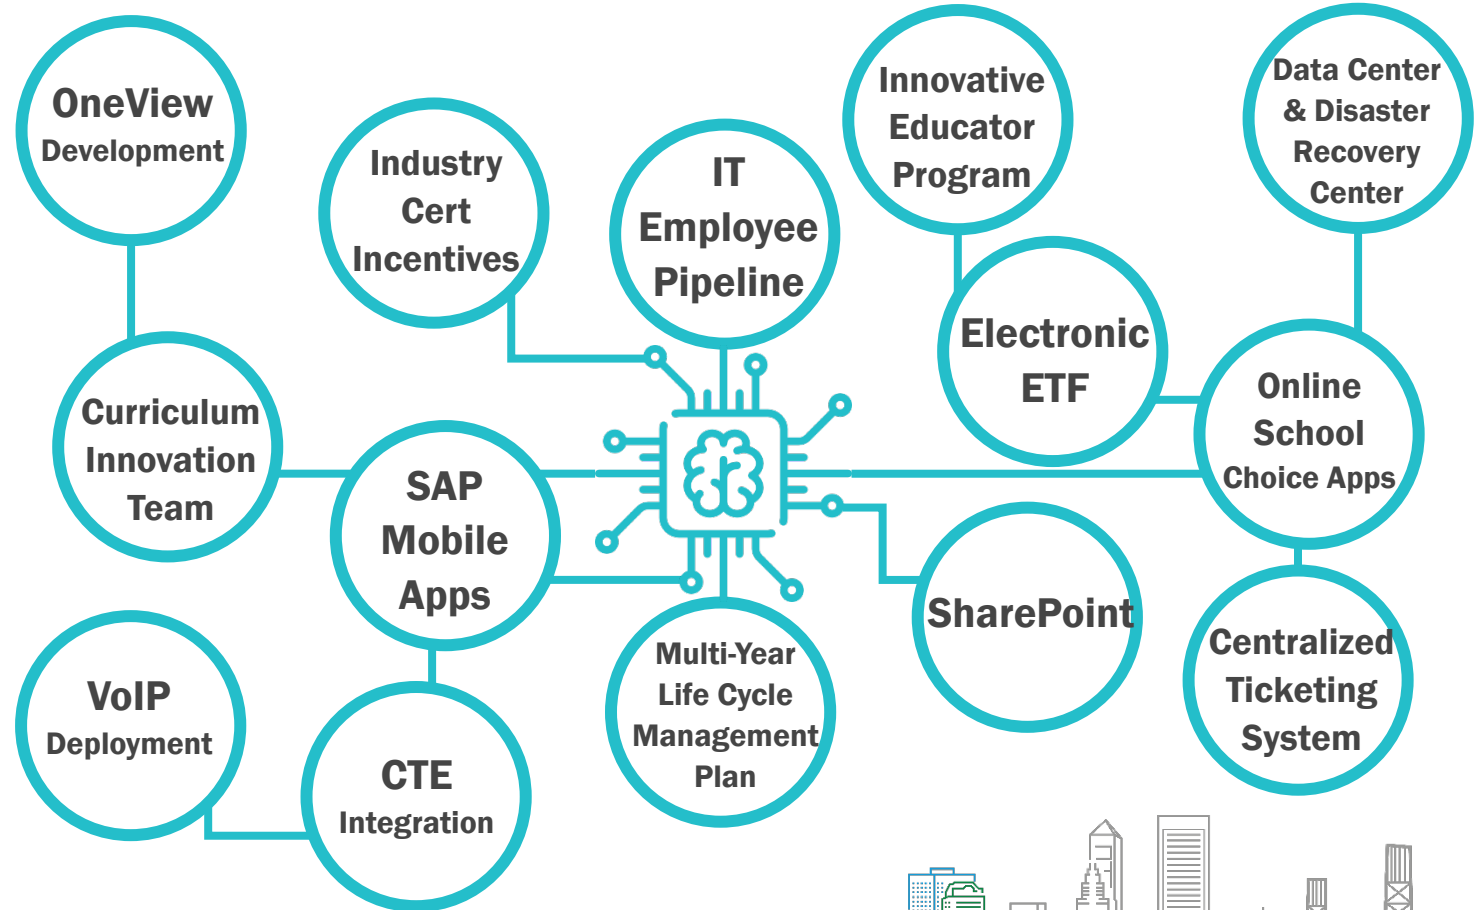 OneView
Development
Industry
Cert
Incentives
IT
Employee
Pipeline
Innovative
Educator
Program
Data Center
& Disaster
Recovery
Center
Curriculum
Innovation
Team
SAP
Mobile
Apps
Electronic
ETF
Online
School
Choice Apps
VoIP
Deployment
CTE
Integration
Multi-Year
Life Cycle
Management
Plan
SharePoint
Centralized
Ticketing
System